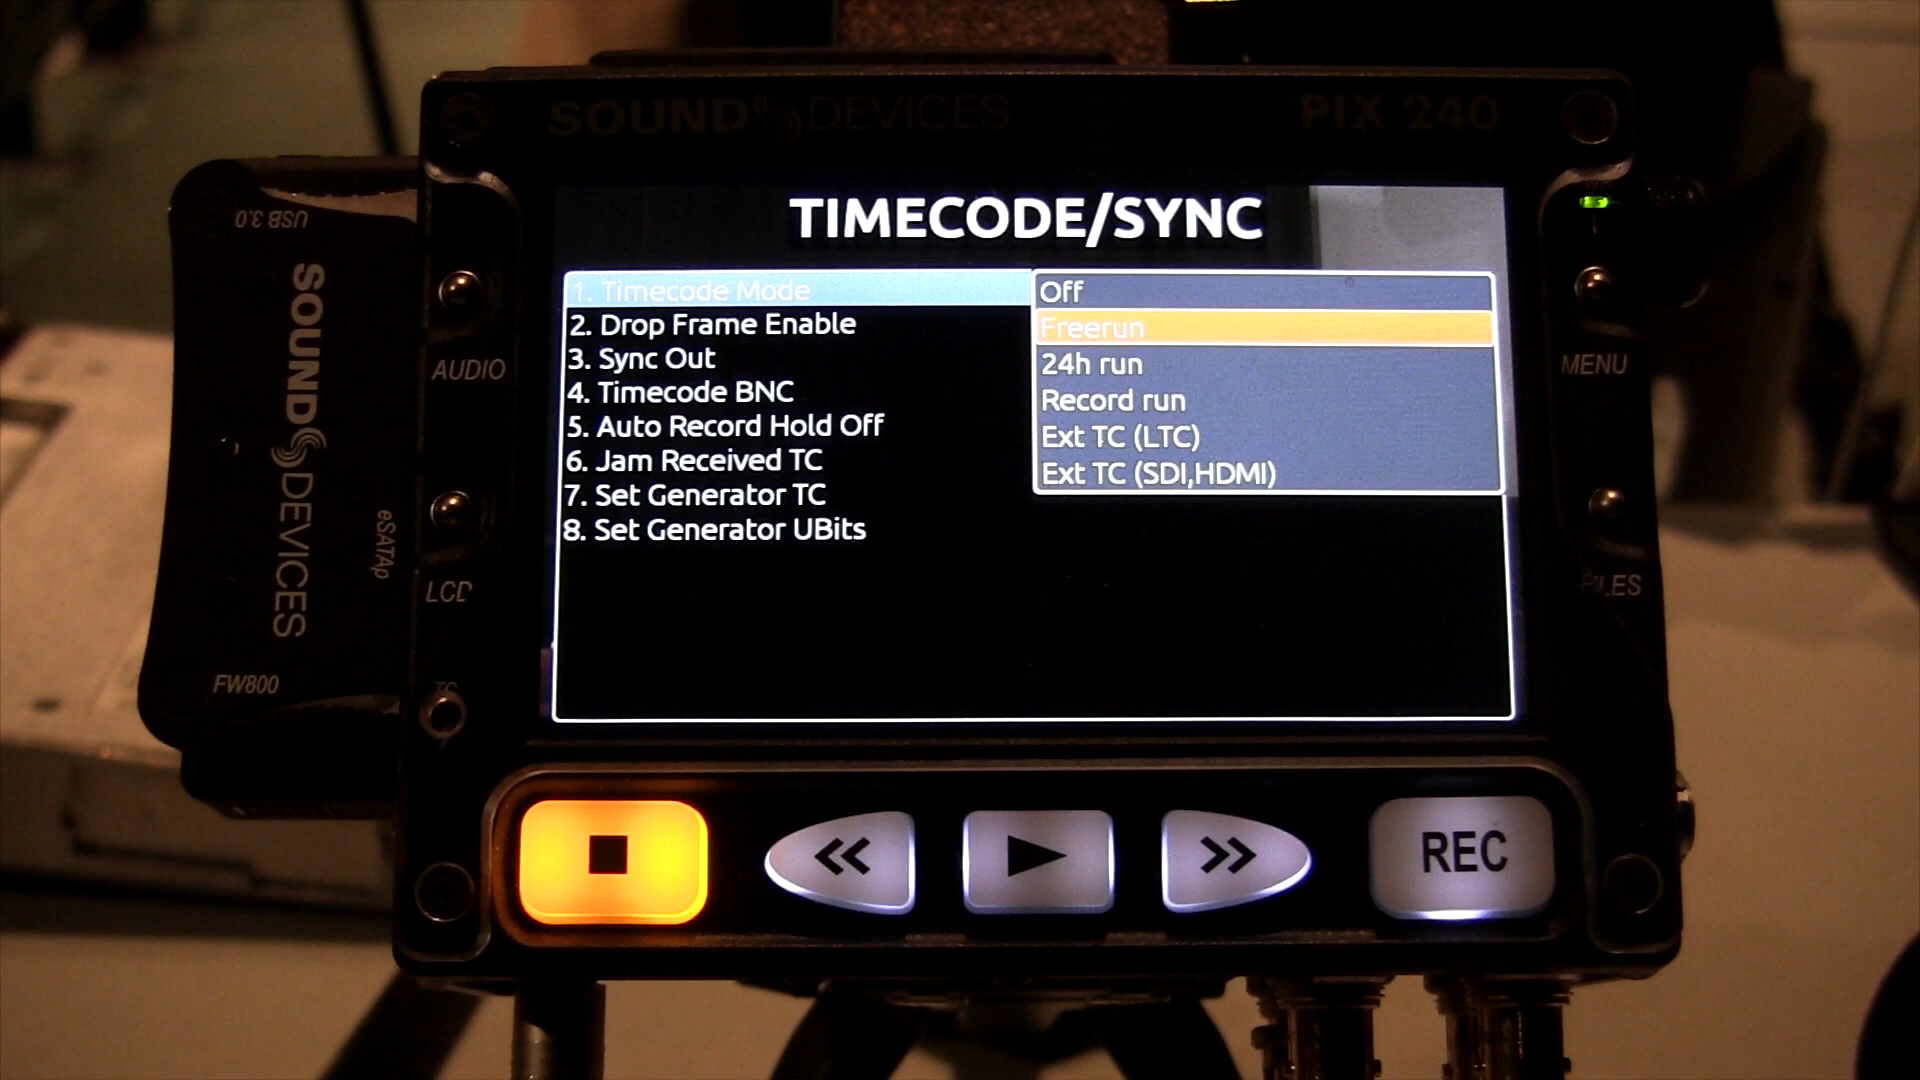 SOUND DEVICES PIX 240
TIMECODE/SYNC
1. Timecode Mode
2. Drop Frame Enable
3. Sync Out
4. Timecode BNC
5. Auto Record Hold Off
6. Jam Received TC
7. Set Generator TC
8. Set Generator UBits
Off
Freerun
24h run
Record run
Ext TC (LTC)
Ext TC (SDI,HDMI)
USB 3.0
SOUND DEVICES
eSATAp
FW800
AUDIO
LCD
TC
MENU
FILES
REC